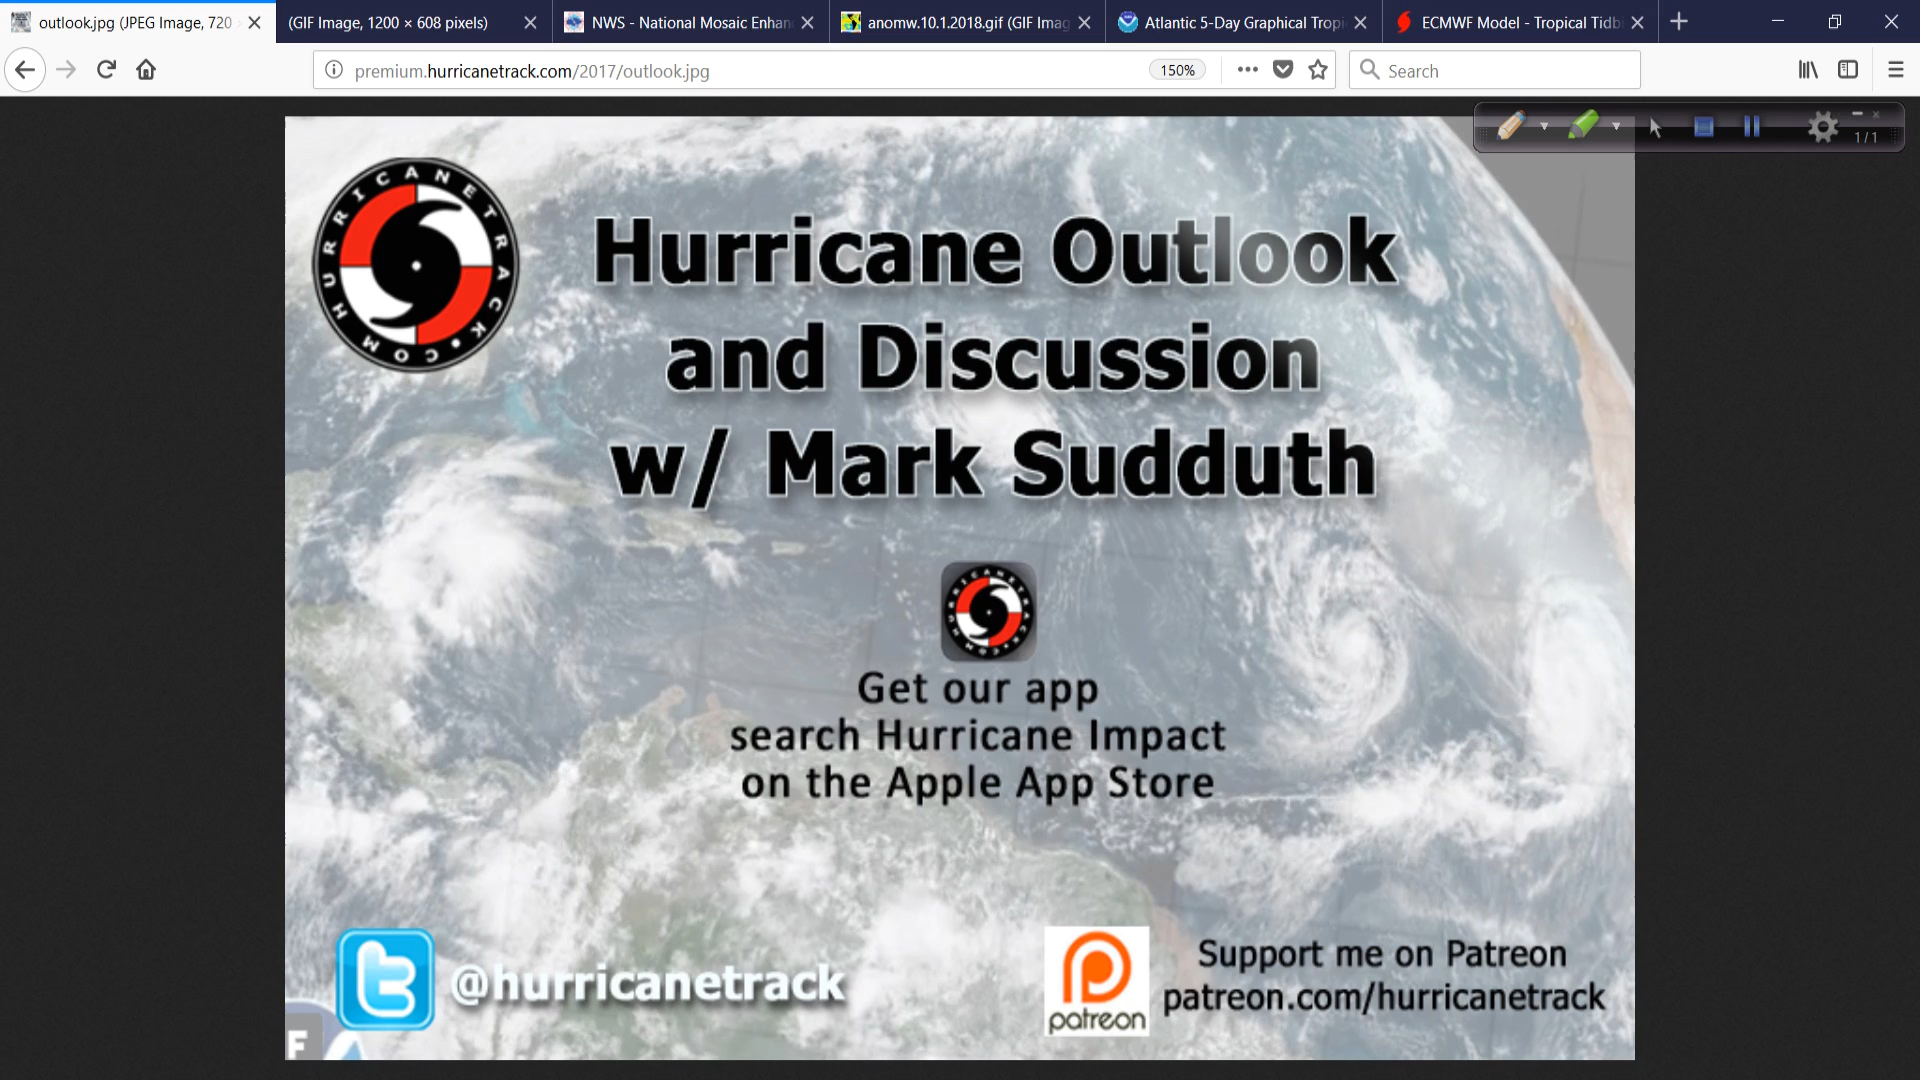 outlook.jpg (JPEG Image, 720
(GIF Image, 1200 × 608 pixels)
NWS - National Mosaic Enhan
anomw.10.1.2018.gif (GIF Imag
Atlantic 5-Day Graphical Tropi
ECMWF Model - Tropical Tidb
premium.hurricanetrack.com/2017/outlook.jpg
150%
Search
1/1
HURRICANETRACK.COM
Hurricane Outlook
and Discussion
w/ Mark Sudduth
HURRICANETRACK.COM
Get our app
search Hurricane Impact
on the Apple App Store
@hurricanetrack
patreon
Support me on Patreon
patreon.com/hurricanetrack
F